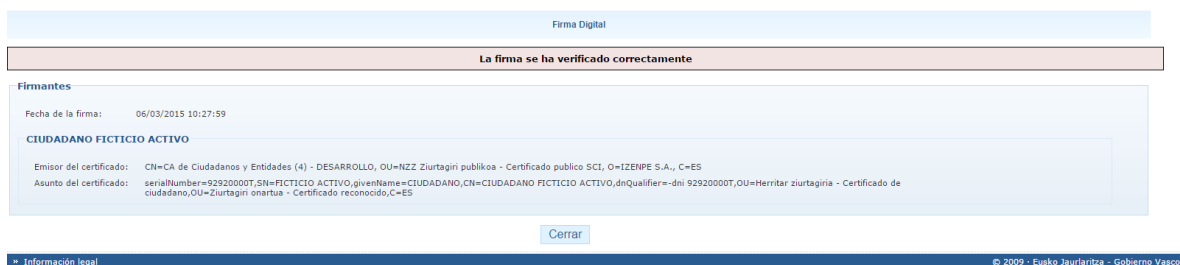 Firma Digital
La firma se ha verificado correctamente
Firmantes
Fecha de la firma: 06/03/2015 10:27:59
CIUDADANO FICTICIO ACTIVO
Emisor del certificado: CN=CA de Ciudadanos y Entidades (4) - DESARROLLO, OU=NZZ Ziurtagiri publikoa - Certificado publico SCI, O=IZENPE S.A., C=ES
Asunto del certificado: serialNumber=92920000T,SN=FICTICIO ACTIVO,givenName=CIUDADANO,CN=CIUDADANO FICTICIO ACTIVO,dnQualifier=-dni 92920000T,OU=Herritar ziurtagiria - Certificado de
ciudadano,OU=Ziurtagiri onartua - Certificado reconocido,C=ES
Cerrar
» Información legal © 2009 · Eusko Jaurlaritza - Gobierno Vasco